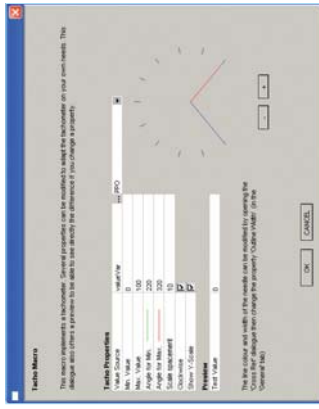 Tacho Macro
This macro implements a tachometer. Several properties can be modified to adapt the tachometer on your own needs. This
dialogue also offers a preview to be able to see directly the difference if you change a property.
Tacho Properties
Value Source valueVar ... PPO
Min. Value 0
Max. Value 100
Angle for Min. 220
Angle for Max. 320
Scale spacement 10
Clockwise
Show Y-Scale
Preview
Test Value 0
- +
The line colour and width of the needle can be modified by opening the
'Cross Ref' dialogue then change the property 'Outline Width' (in the
'General' tab)
OK CANCEL